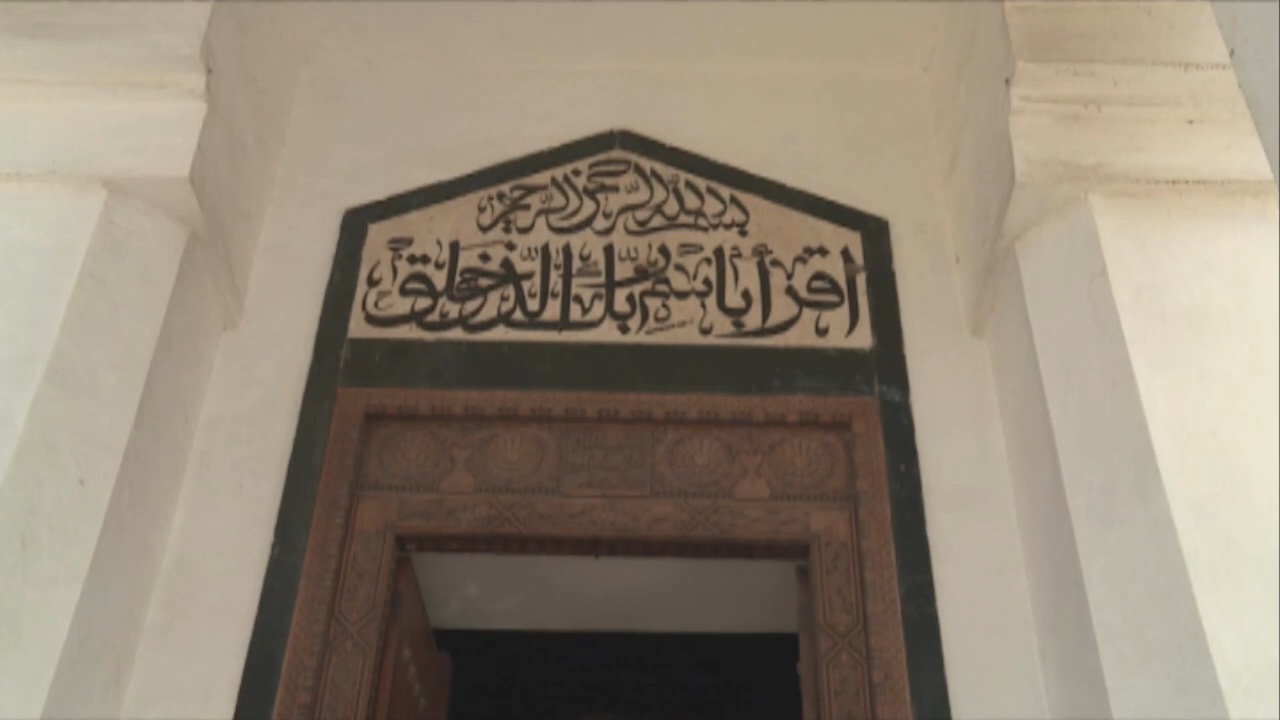 بسم الله الرحمن الرحيم
اقرأ باسم ربك الذي خلق